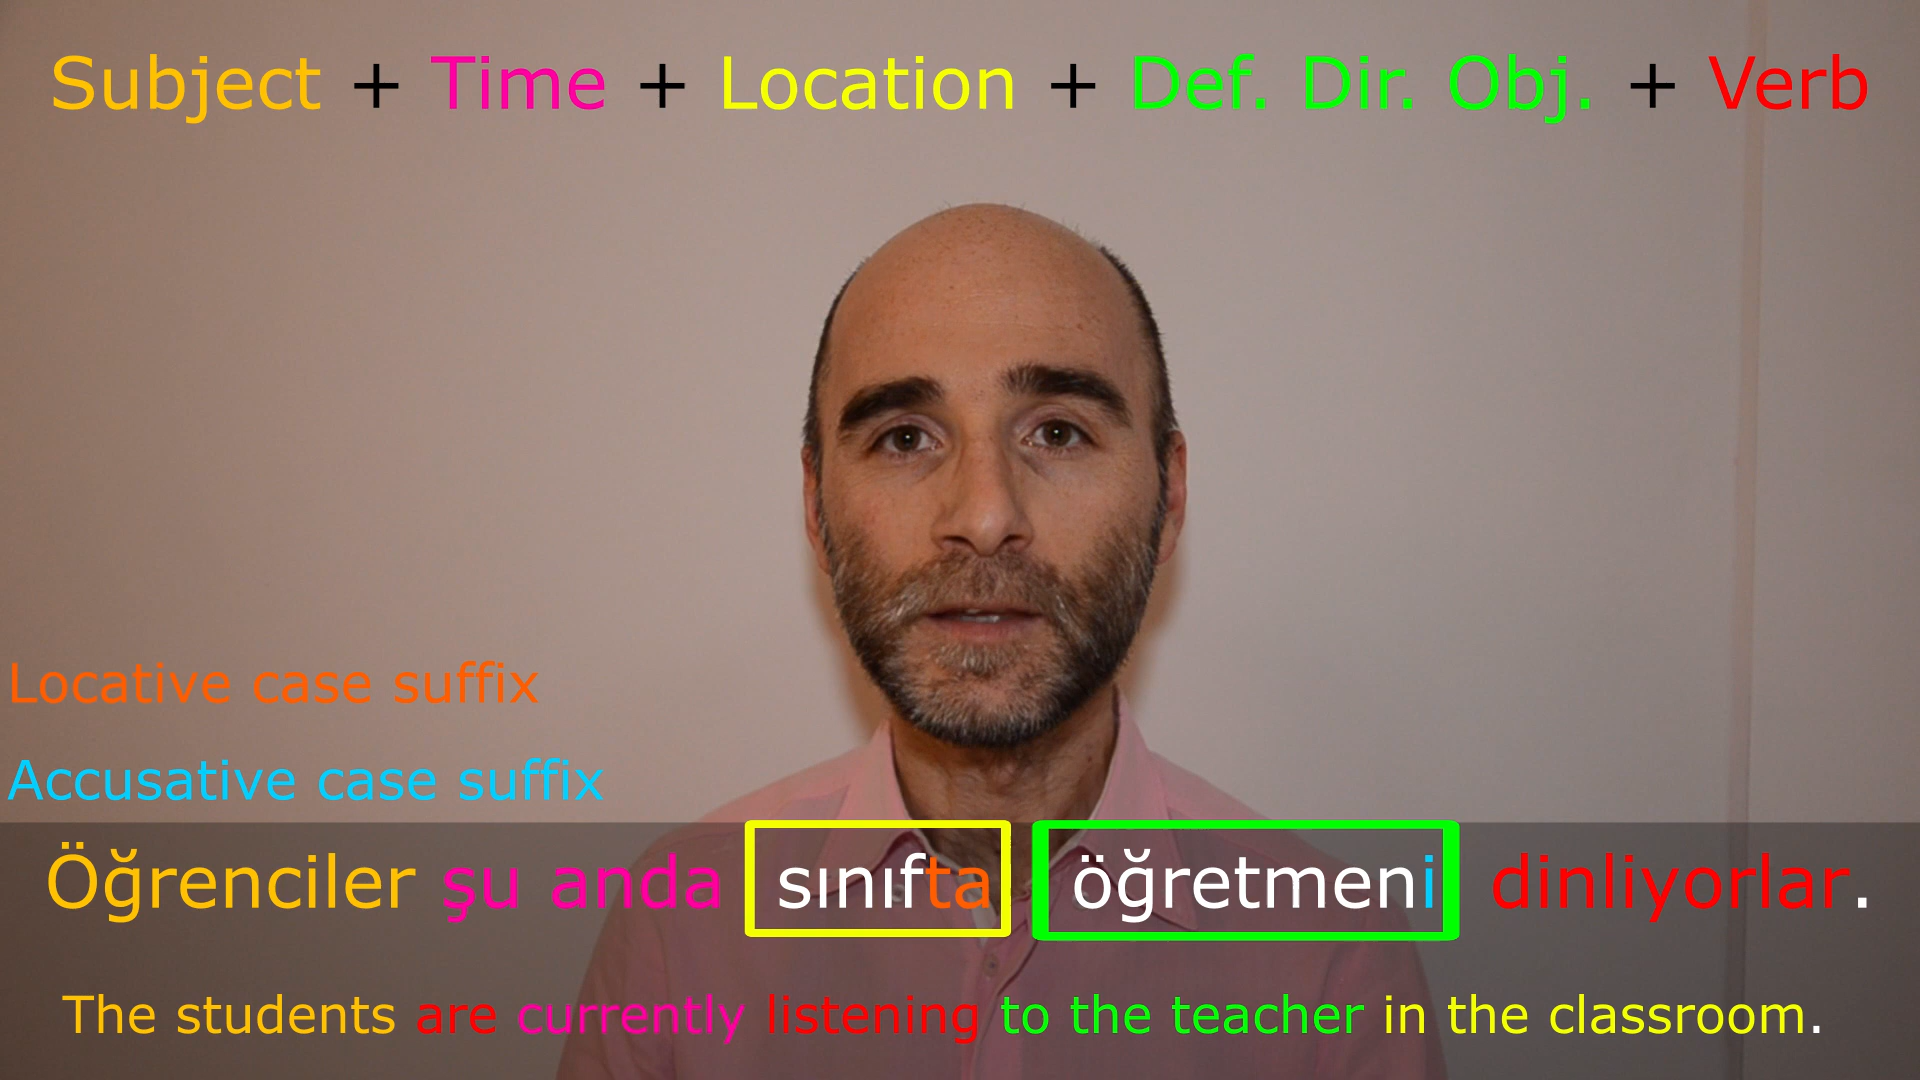 Subject + Time + Location + Def. Dir. Obj. + Verb
Locative case suffix
Accusative case suffix
Öğrenciler şu anda sınıfta öğretmeni dinliyorlar.
The students are currently listening to the teacher in the classroom.